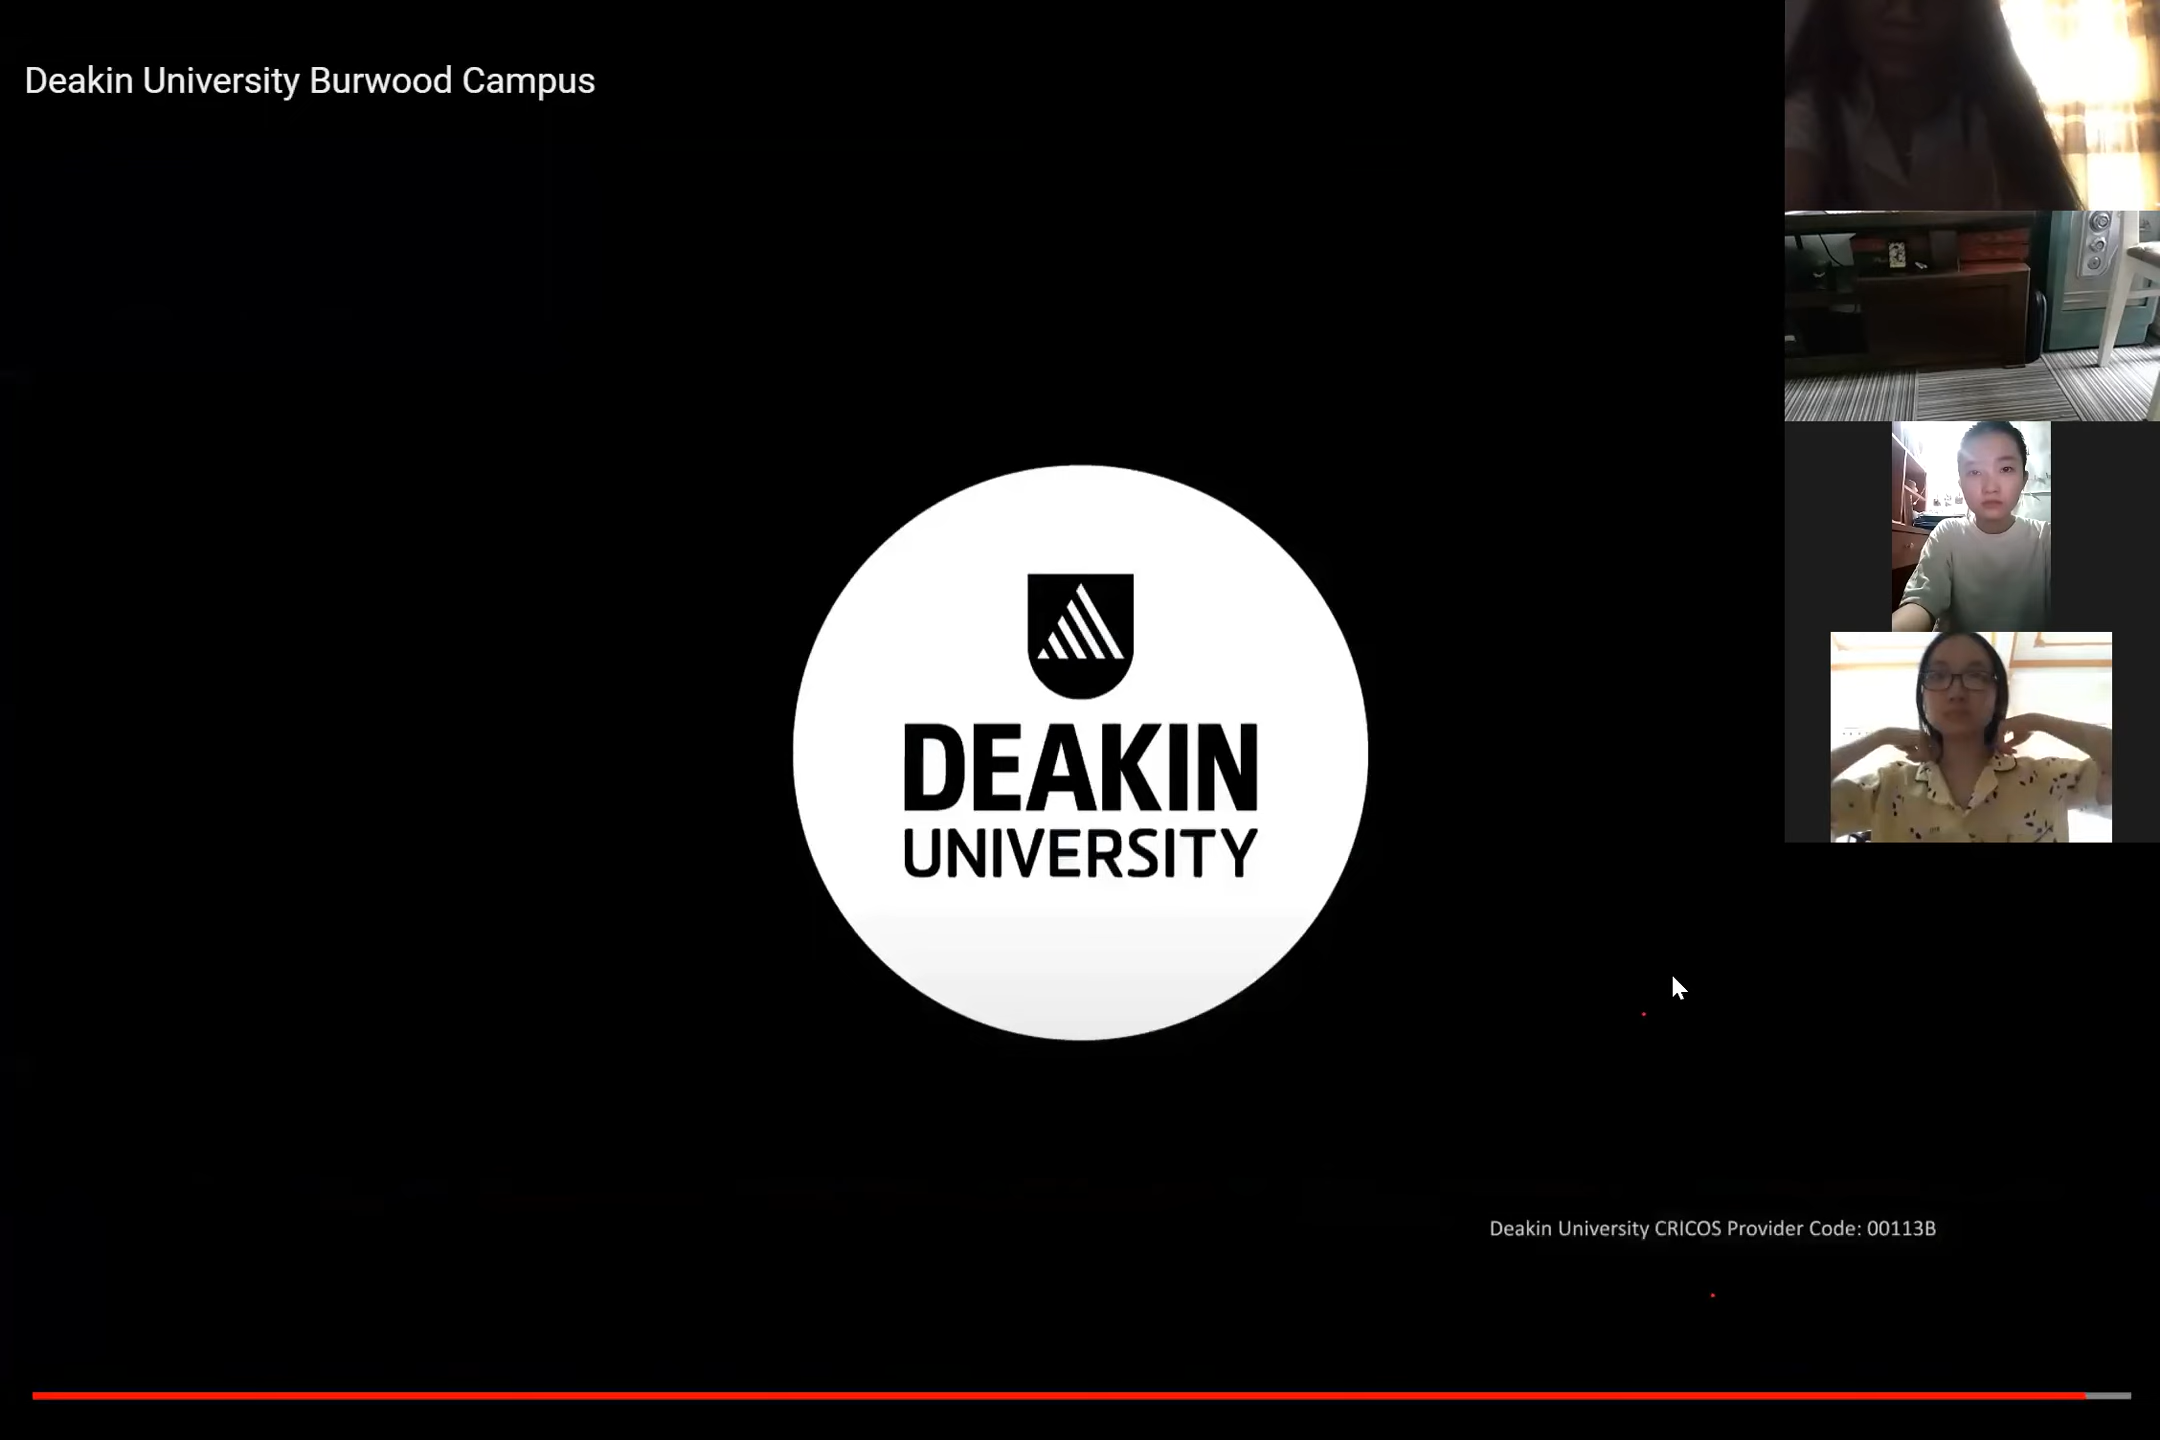 Deakin University Burwood Campus
DEAKIN
UNIVERSITY
Deakin University CRICOS Provider Code: 00113B